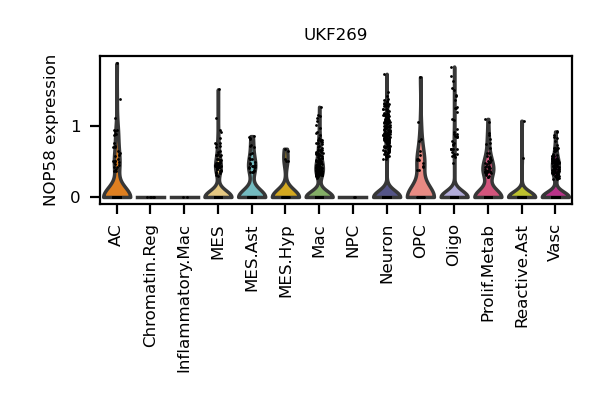 UKF269
NOP58 expression
1
0
AC
Chromatin.Reg
Inflammatory.Mac
MES
MES.Ast
MES.Hyp
Mac
NPC
Neuron
OPC
Oligo
Prolif.Metab
Reactive.Ast
Vasc